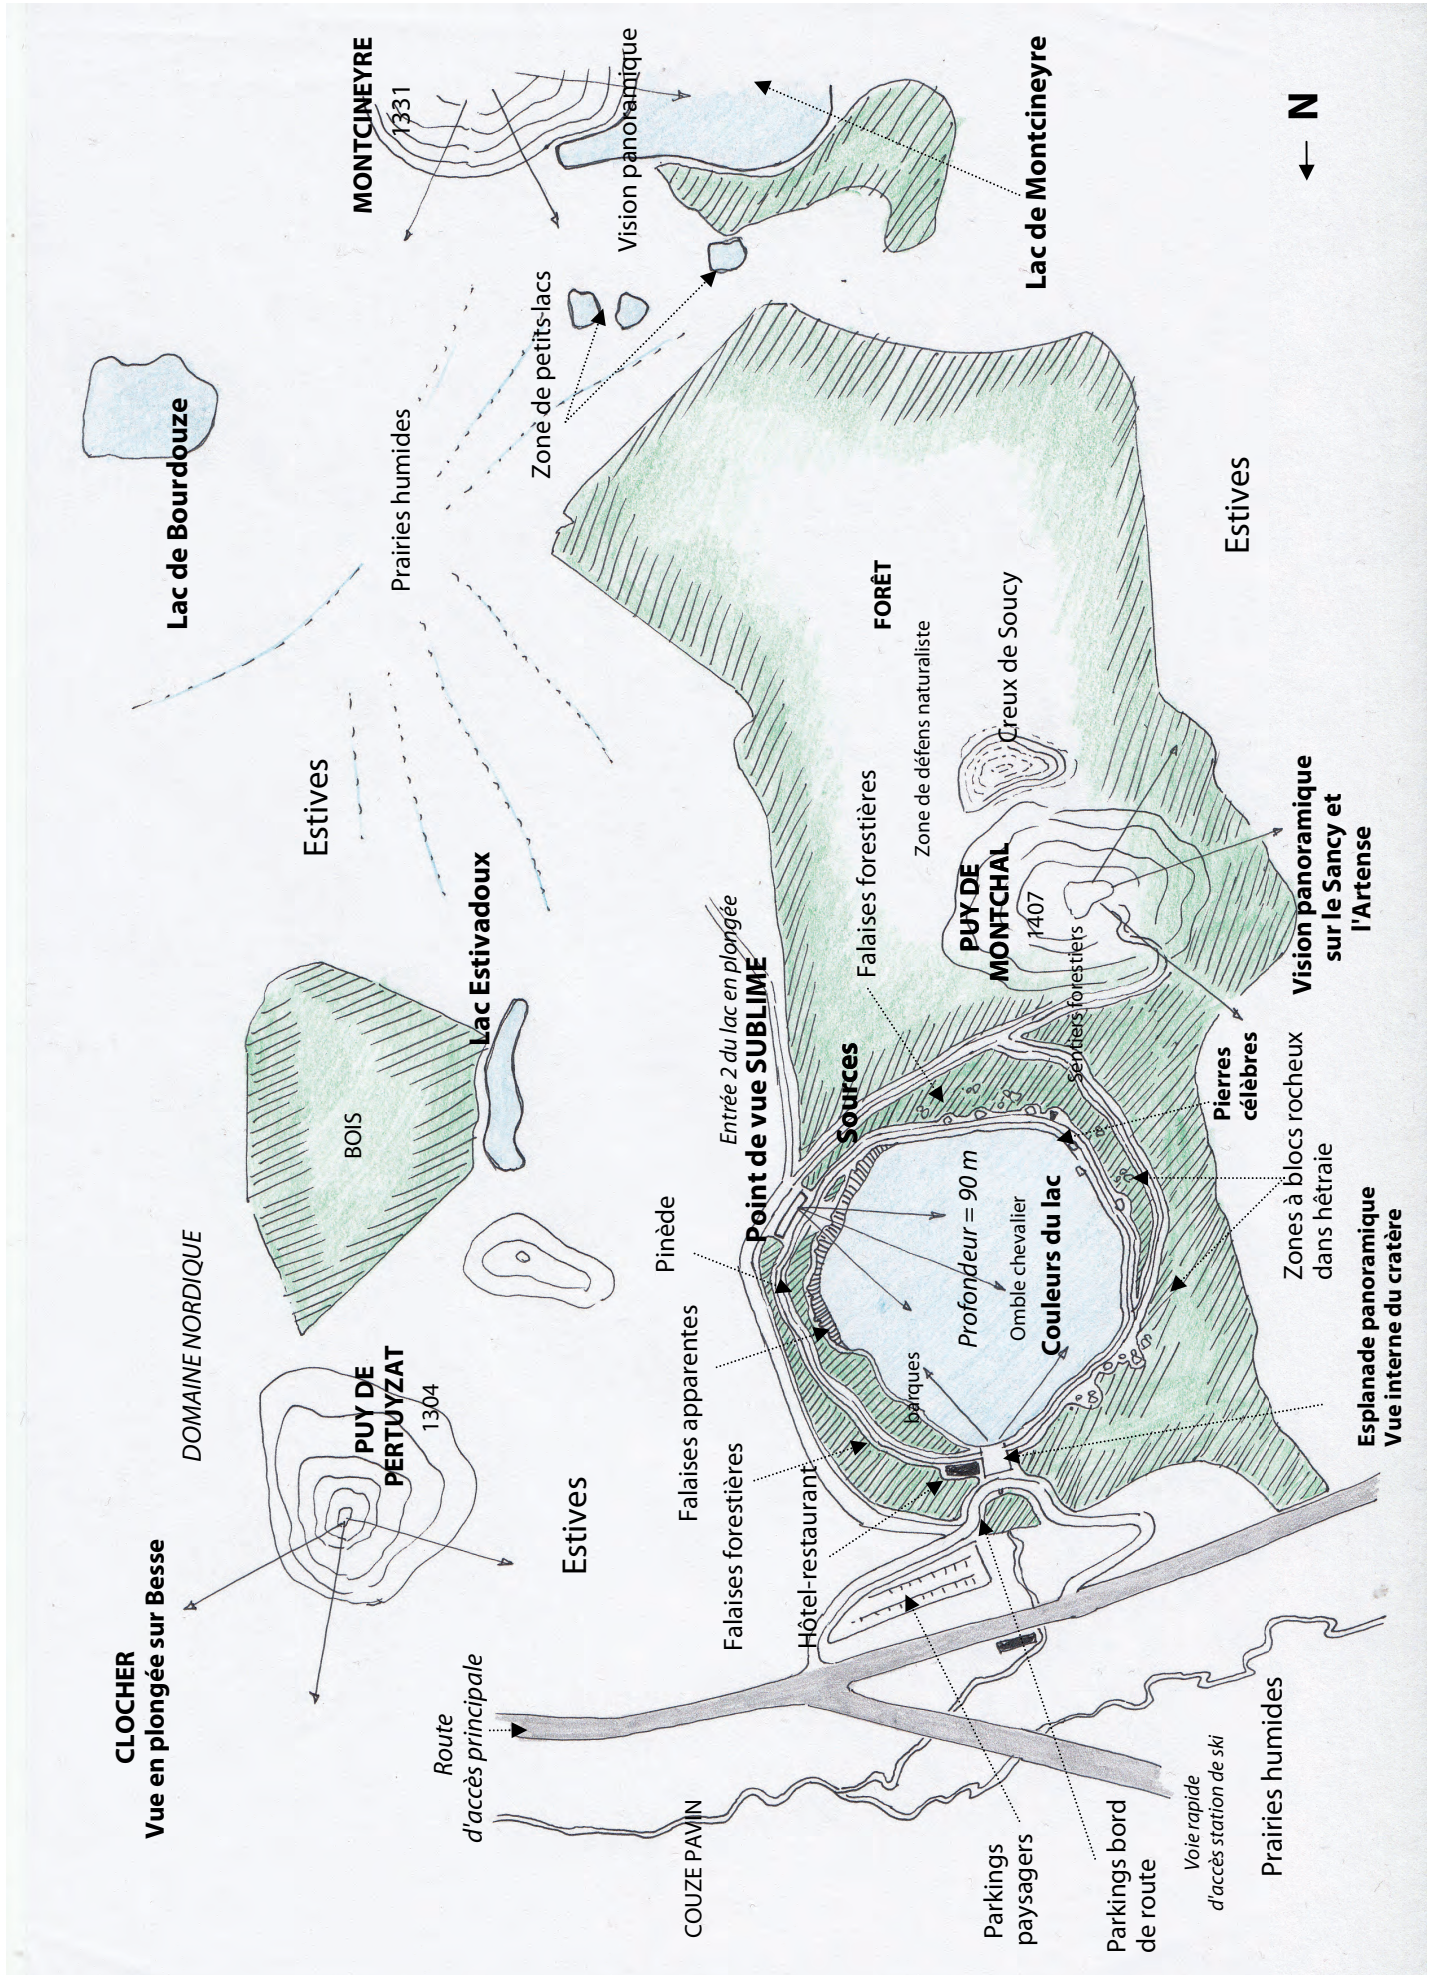 CLOCHER
Vue en plongée sur Besse
DOMAINE NORDIQUE
Lac de Bourdouze
PUY DE
PERTUYZAT
1304
BOIS
Estives
Prairies humides
MONTCINEYRE
1331
Route
d'accès principale
Estives
Lac Estivadoux
Zone de petits lacs
Vision panoramique
COUZE PAVIN
Falaises forestières
Falaises apparentes
Pinède
Entrée 2 du lac en plongée
Point de vue SUBLIME
Hôtel-restaurant
Sources
Falaises forestières
Zone de défens naturaliste
FORÊT
barques
Profondeur = 90 m
Omble chevalier
Couleurs du lac
PUY DE
MONTCHAL
1407
Creux de Soucy
Lac de Montcineyre
Parkings
paysagers
Sentiers forestiers
Parkings bord
de route
Voie rapide
d'accès station de ski
Pierres
célèbres
Estives
Prairies humides
Zones à blocs rocheux
dans hêtraie
Vision panoramique
sur le Sancy et
l'Artense
Esplanade panoramique
Vue interne du cratère
N